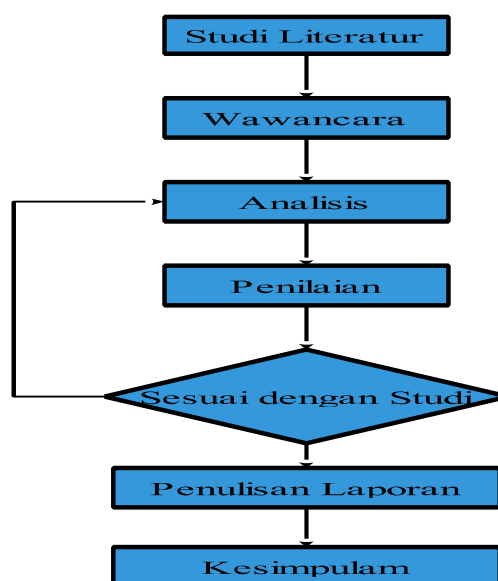 Studi Literatur
Wawancara
Analisis
Penilaian
Sesuai dengan Studi
Penulisan Laporan
Kesimpulam